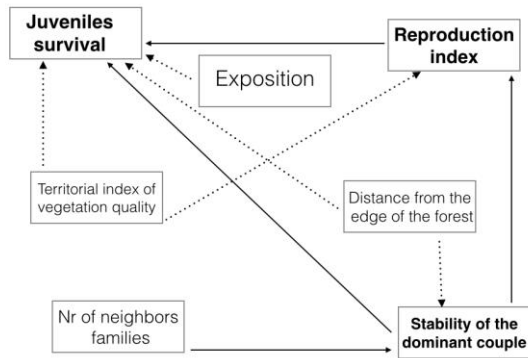 Juveniles
survival
Reproduction
index
Exposition
Territorial index of
vegetation quality
Distance from the
edge of the forest
Nr of neighbors
families
Stability of the
dominant couple